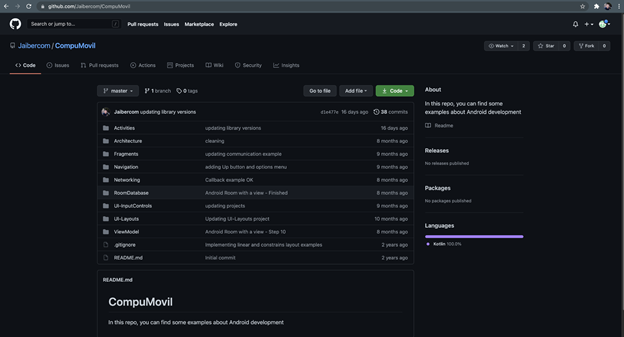 github.com/Jaibercom/CompuMovil
Search or jump to... /
Pull requests Issues Marketplace Explore
Jaibercom / CompuMovil
Watch 2
Star 0
Fork 0
Code Issues Pull requests Actions Projects Wiki Security Insights
master 1 branch 0 tags Go to file Add file Code
Jaibercom updating library versions d1e477e 16 days ago 36 commits
Activities updating library versions 16 days ago
Architecture cleaning 9 months ago
Fragments updating communication example 9 months ago
Navigation adding Up button and options menu 9 months ago
Networking Callback example OK 8 months ago
RoomDatabase Android Room with a view - Finished 8 months ago
UI-InputControls updating projects 9 months ago
UI-Layouts Updating UI-Layouts project 10 months ago
ViewModel Android Room with a view - Step 10 8 months ago
.gitignore Implementing linear and constrains layout examples 2 years ago
README.md Initial commit 2 years ago
README.md
CompuMovil
In this repo, you can find some examples about Android development
About
In this repo, you can find some
examples about Android development
Readme
Releases
No releases published
Packages
No packages published
Languages
Kotlin 100.0%